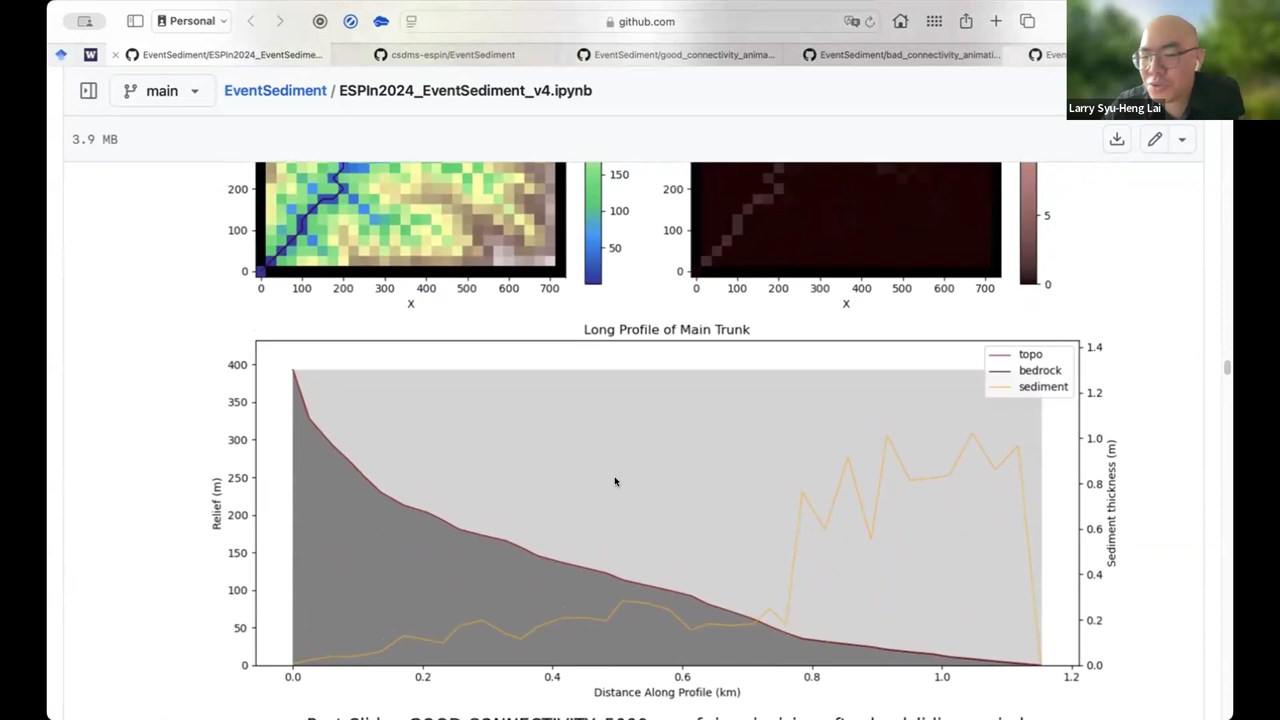 Personal
github.com
W
EventSediment/ESPIn2024_EventSedime...
csdms-espin/EventSediment
EventSediment/good_connectivity_anima...
EventSediment/bad_connectivity_animati...
Even
Larry Syu-Heng Lai
main
EventSediment / ESPIn2024_EventSediment_v4.ipynb
3.9 MB
200
100
0
0 100 200 300 400 500 600 700
X
150
100
50
200
100
0
0 100 200 300 400 500 600 700
X
5
0
Long Profile of Main Trunk
topo
bedrock
sediment
Relief (m)
400
350
300
250
200
150
100
50
0
1.4
1.2
1.0
0.8
0.6
0.4
0.2
0.0
Sediment thickness (m)
0.0 0.2 0.4 0.6 0.8 1.0 1.2
Distance Along Profile (km)